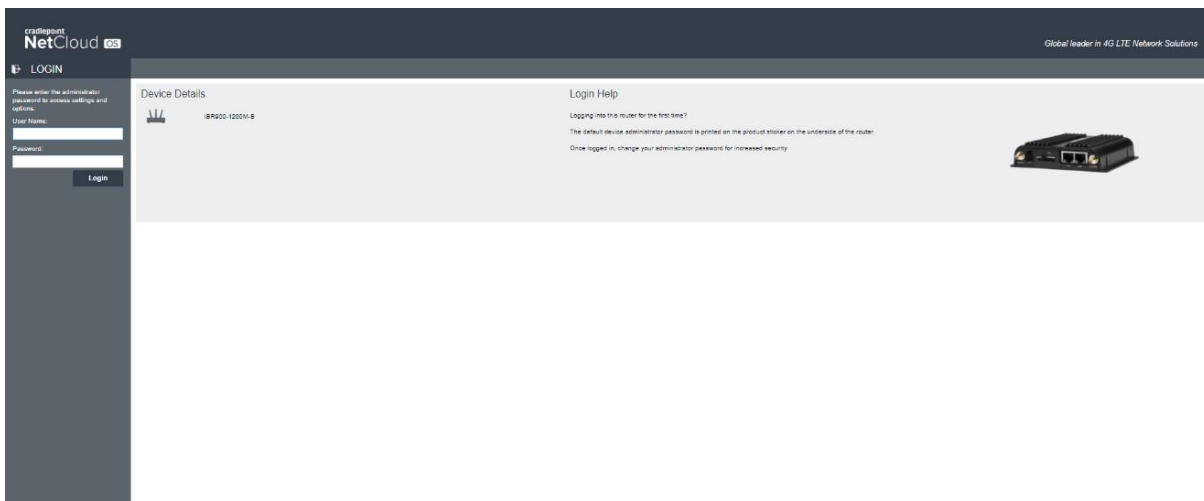 cradlepoint
NetCloud OS
Global leader in 4G LTE Network Solutions
LOGIN
Please enter the administrator
password to access settings and
options.
User Name:
Password:
Login
Device Details
IBR900-1200M-B
Login Help
Logging into this router for the first time?
The default device administrator password is printed on the product sticker on the underside of the router.
Once logged in, change your administrator password for increased security